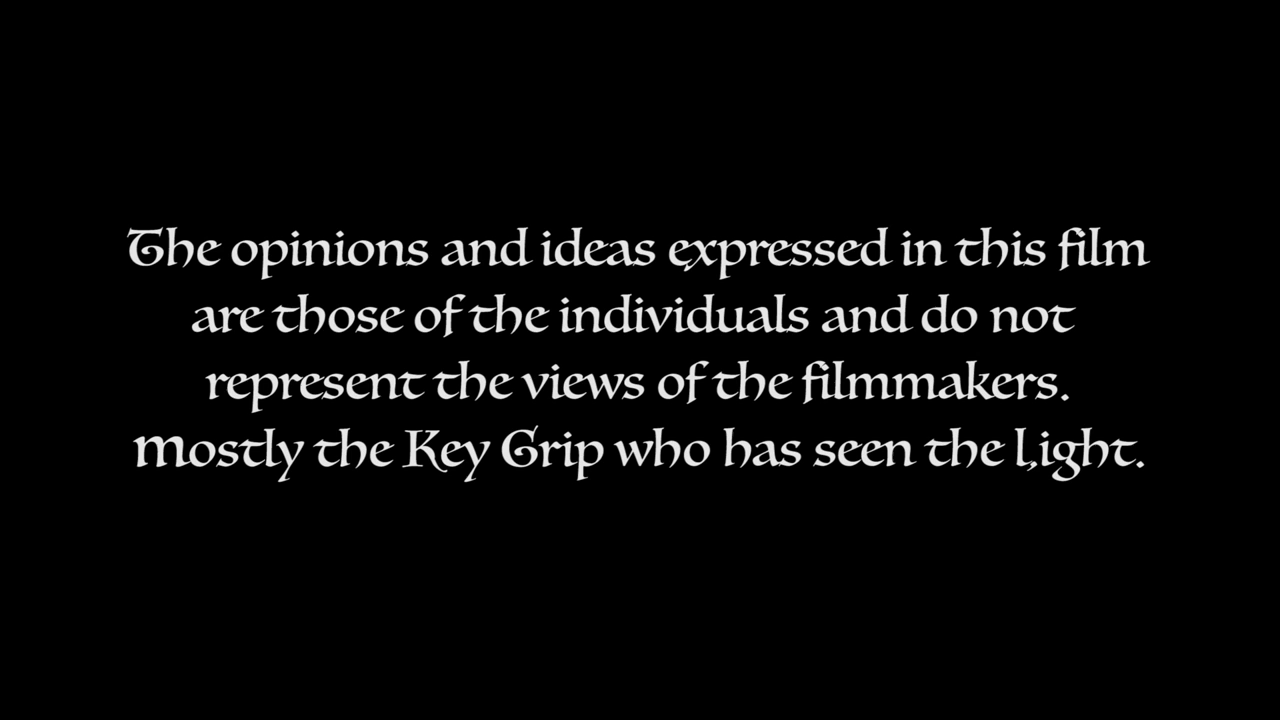 The opinions and ideas expressed in this film
are those of the individuals and do not
represent the views of the filmmakers.
Mostly the Key Grip who has seen the Light.